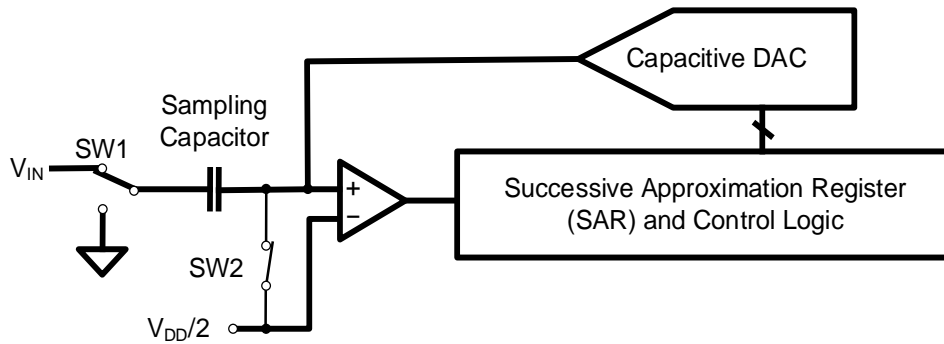 Capacitive DAC
Sampling
Capacitor
SW1
V_IN
+
−
Successive Approximation Register
(SAR) and Control Logic
SW2
V_DD/2